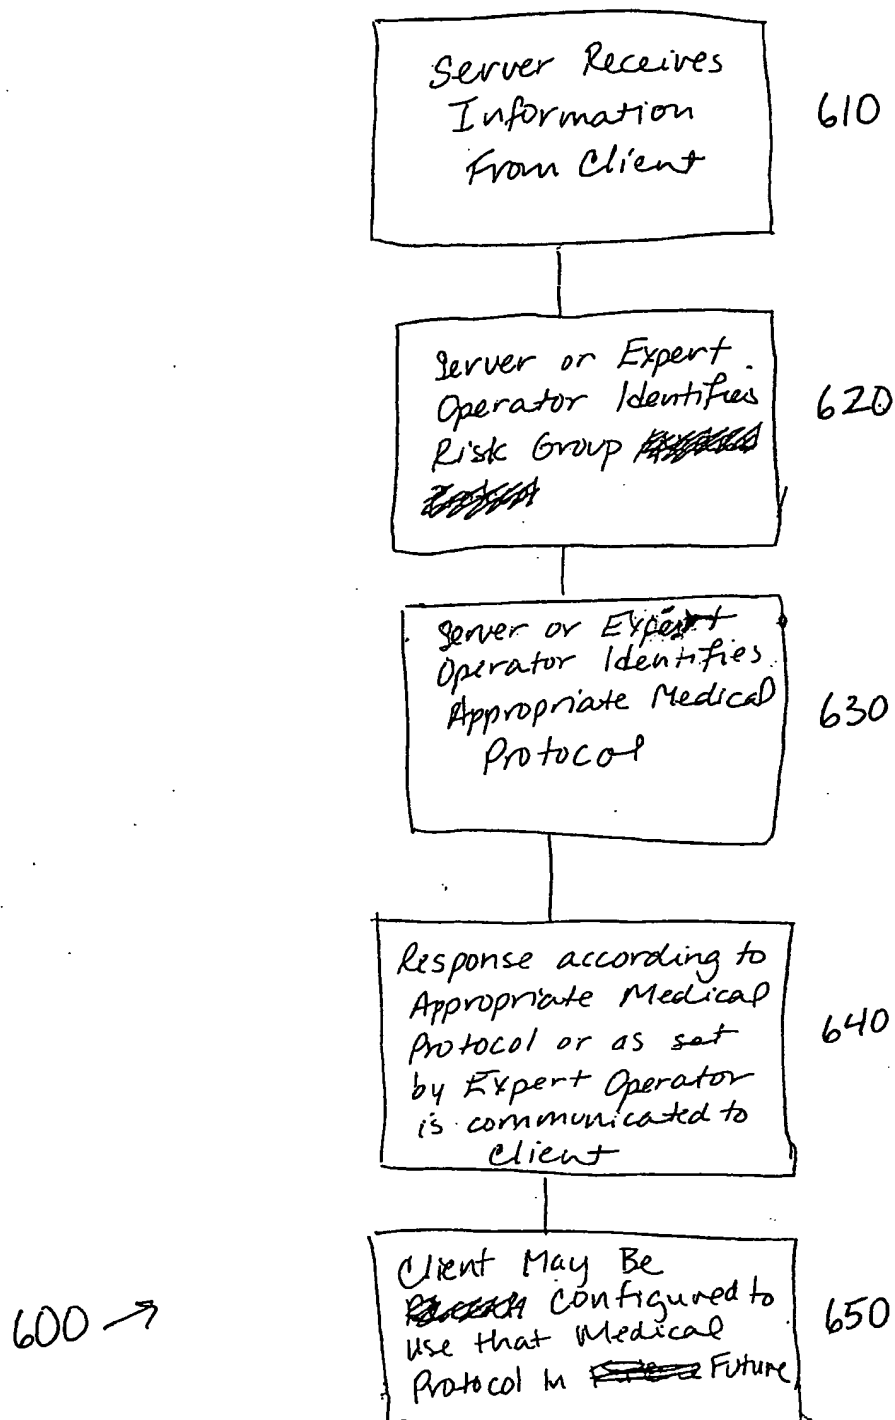 Server Receives
Information
From Client
610
Server or Expert
Operator Identifies
Risk Group
620
Server or Expert
Operator Identifies
Appropriate Medical
Protocol
630
Response according to
Appropriate Medical
Protocol or as set
by Expert Operator
is communicated to
Client
640
Client May Be
configured to
use that Medical
Protocol in Future
650
600